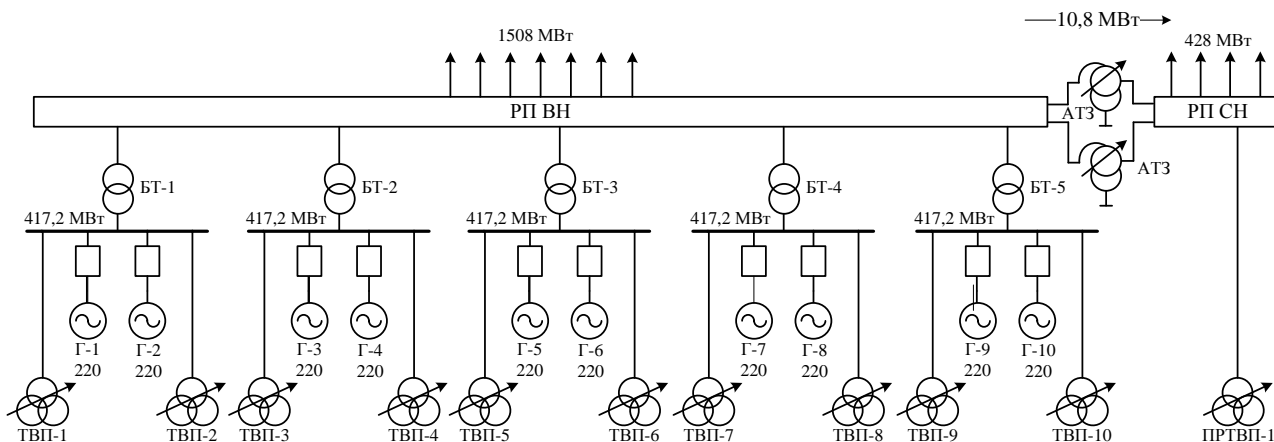 10,8 МВт
1508 МВт
428 МВт
РП ВН
АТЗ
РП СН
АТЗ
БТ-1
БТ-2
БТ-3
БТ-4
БТ-5
417,2 МВт
417,2 МВт
417,2 МВт
417,2 МВт
417,2 МВт
Г-1
Г-2
Г-3
Г-4
Г-5
Г-6
Г-7
Г-8
Г-9
Г-10
220
220
220
220
220
220
220
220
220
220
ТВП-1
ТВП-2
ТВП-3
ТВП-4
ТВП-5
ТВП-6
ТВП-7
ТВП-8
ТВП-9
ТВП-10
ПРТВП-1